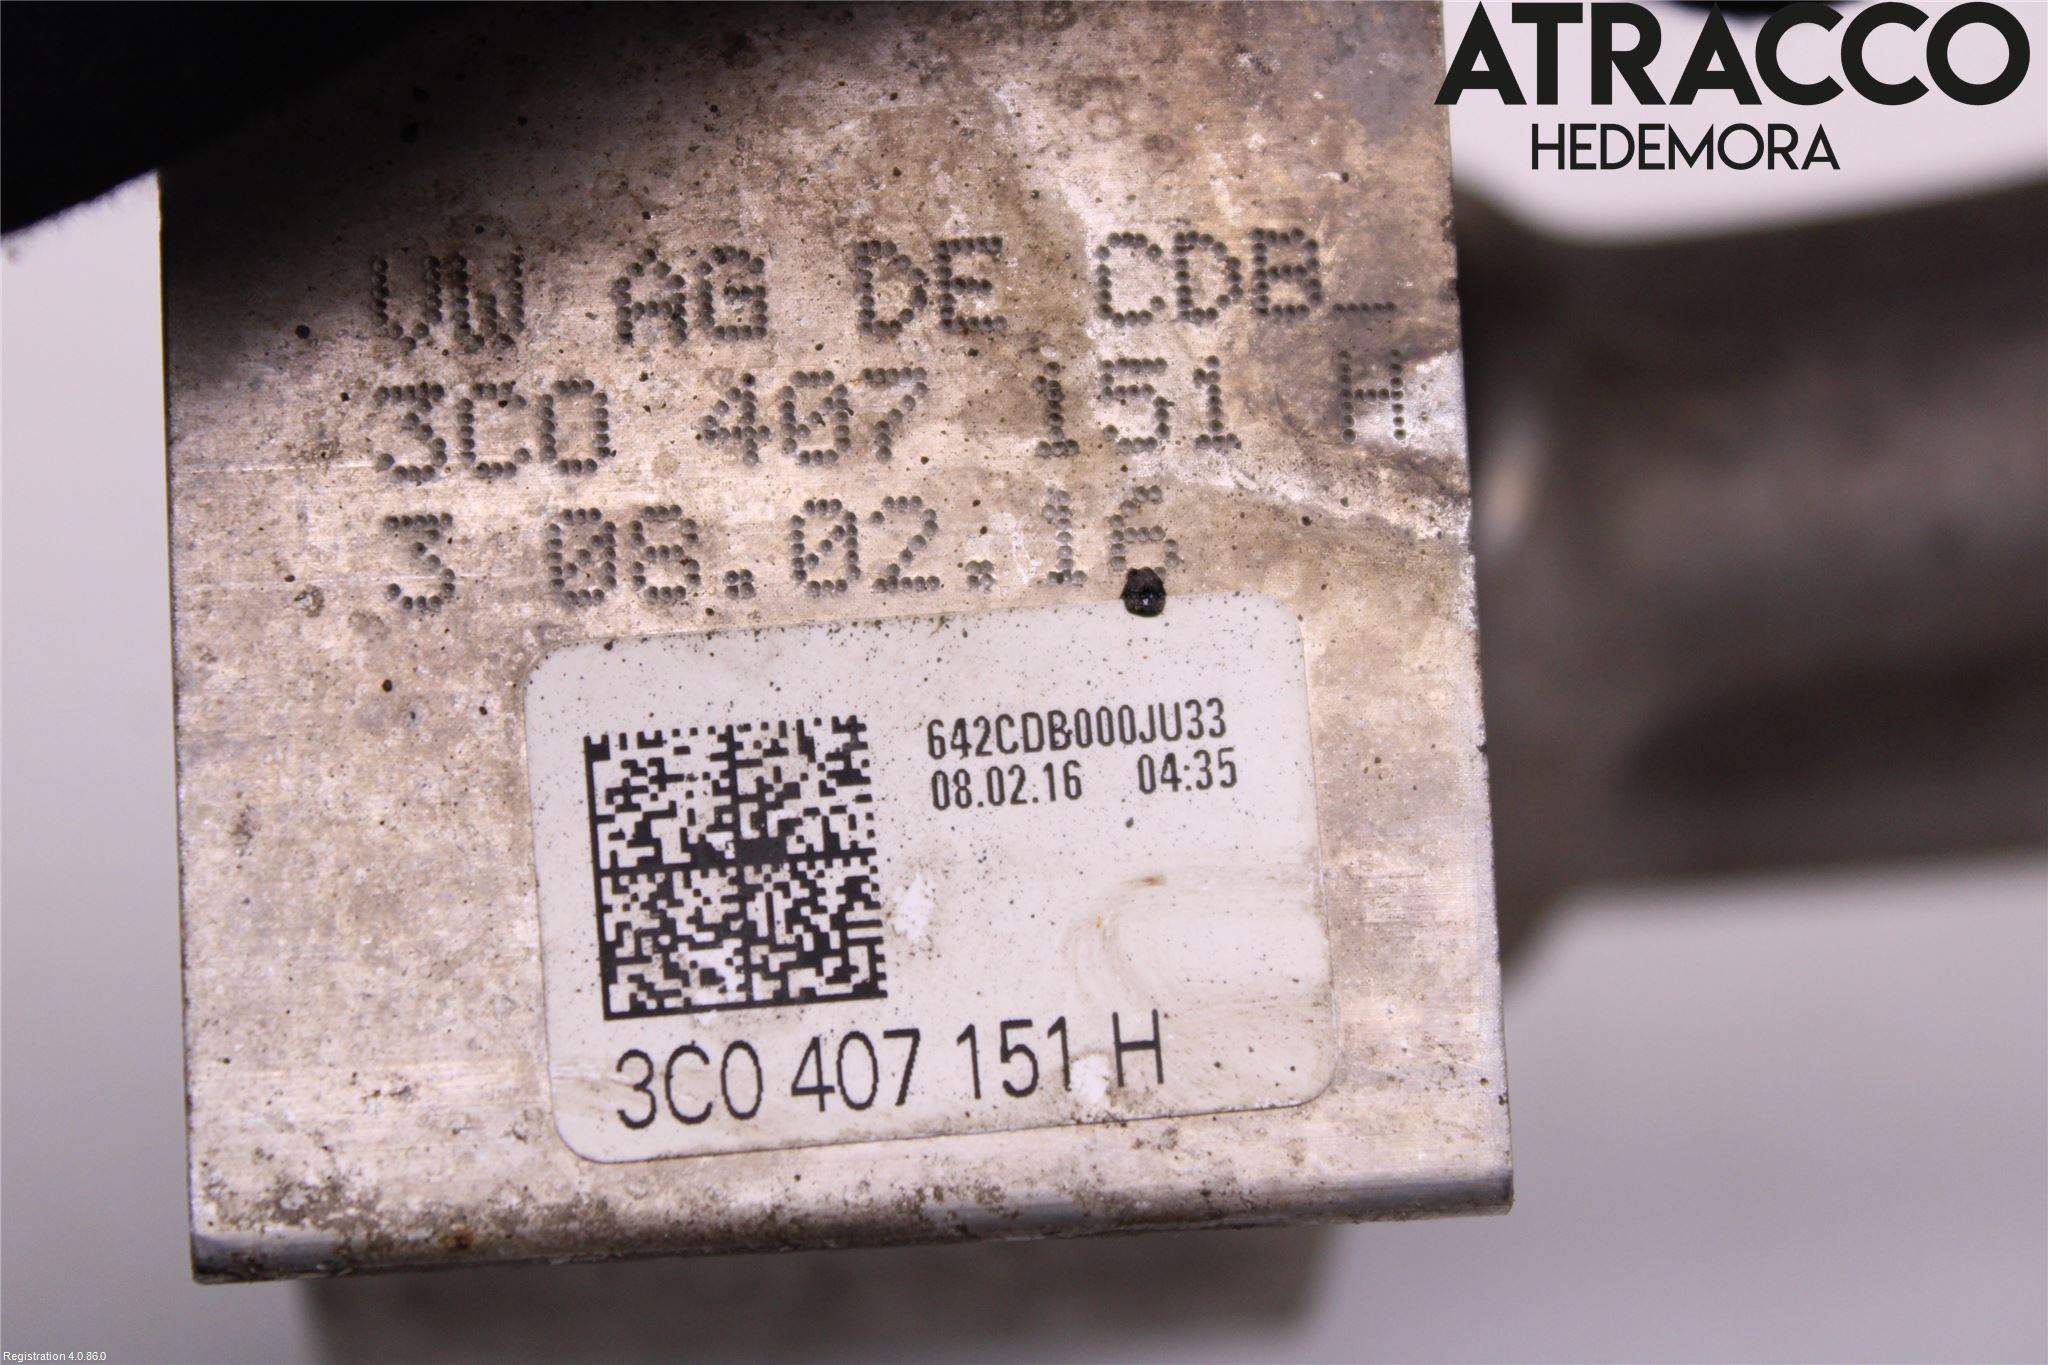 ATRACCO
HEDEMORA
VW AG DE CDB_
3C0 407 151 H
3 08.02.16
642CDB000JU33
08.02.16 04:35
3C0 407 151 H
Registration 4.0.86.0